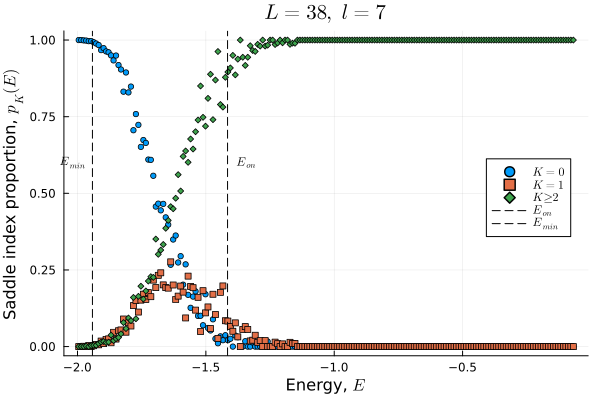 L = 38, l = 7
Saddle index proportion, p_K(E)
1.00
0.75
0.50
0.25
0.00
E_min
E_on
K = 0
K = 1
K≥2
E_on
E_min
−2.0 −1.5 −1.0 −0.5
Energy, E